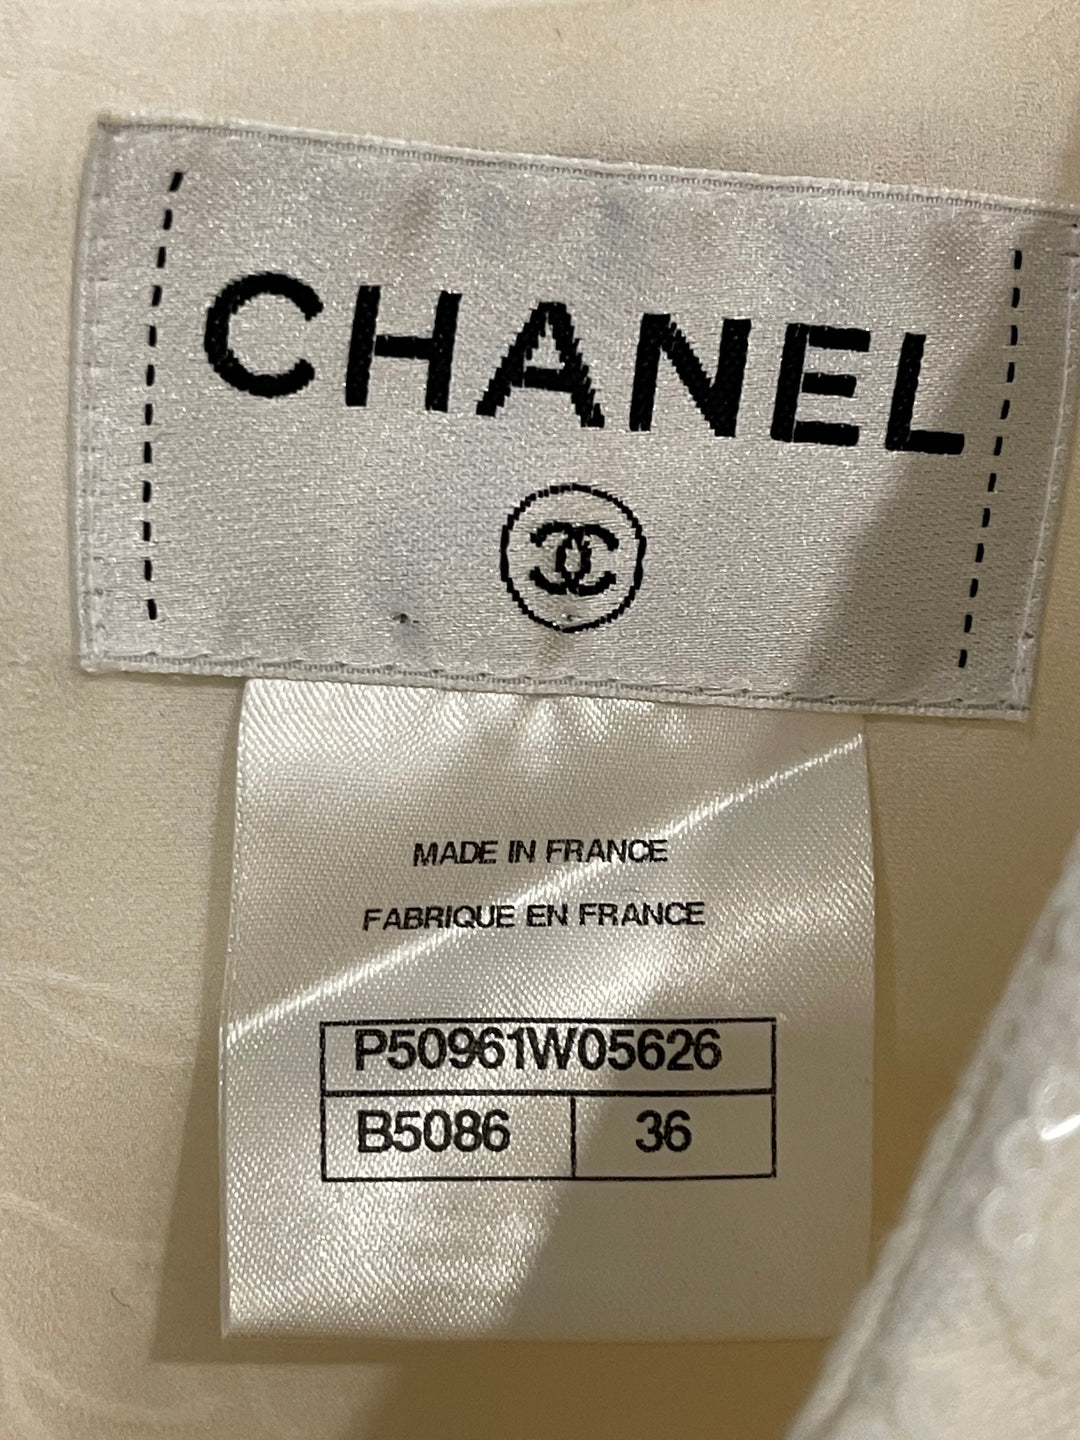 CHANEL
MADE IN FRANCE
FABRIQUE EN FRANCE
P50961W05626
B5086 36